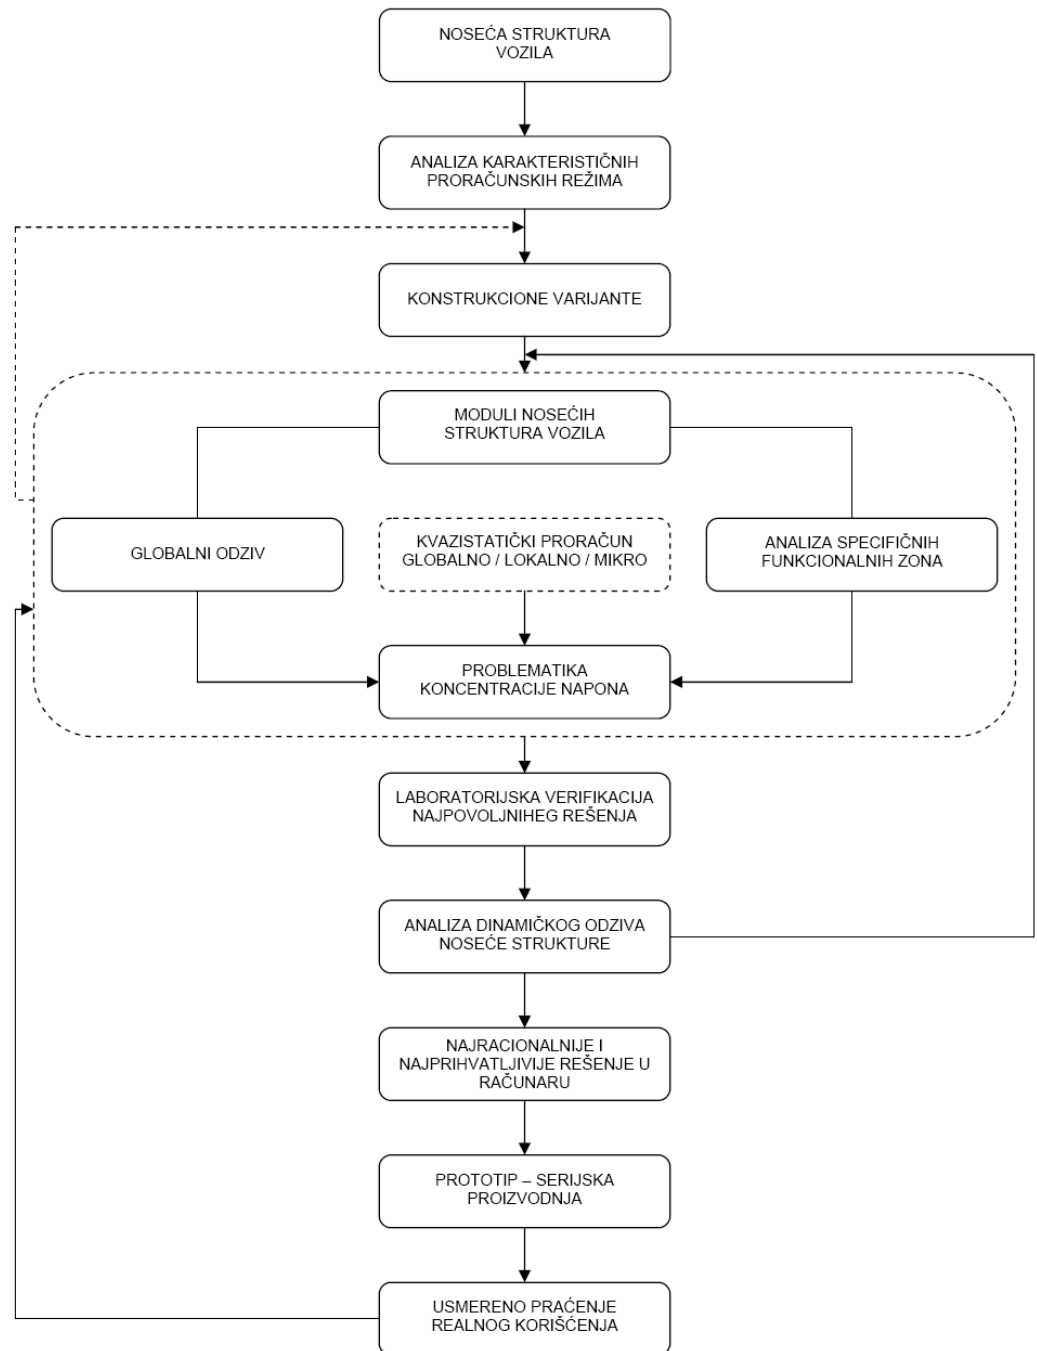 NOSEĆA STRUKTURA
VOZILA
ANALIZA KARAKTERISTIČNIH
PRORAČUNSKIH REŽIMA
KONSTRUKCIONE VARIJANTE
MODULI NOSEĆIH
STRUKTURA VOZILA
GLOBALNI ODZIV
KVAZISTATIČKI PRORAČUN
GLOBALNO / LOKALNO / MIKRO
ANALIZA SPECIFIČNIH
FUNKCIONALNIH ZONA
PROBLEMATIKA
KONCENTRACIJE NAPONA
LABORATORIJSKA VERIFIKACIJA
NAJPOVOLJNIHEG REŠENJA
ANALIZA DINAMIČKOG ODZIVA
NOSEĆE STRUKTURE
NAJRACIONALNIJE I
NAJPRIHVATLJIVIJE REŠENJE U
RAČUNARU
PROTOTIP – SERIJSKA
PROIZVODNJA
USMERENO PRAĆENJE
REALNOG KORIŠĆENJA